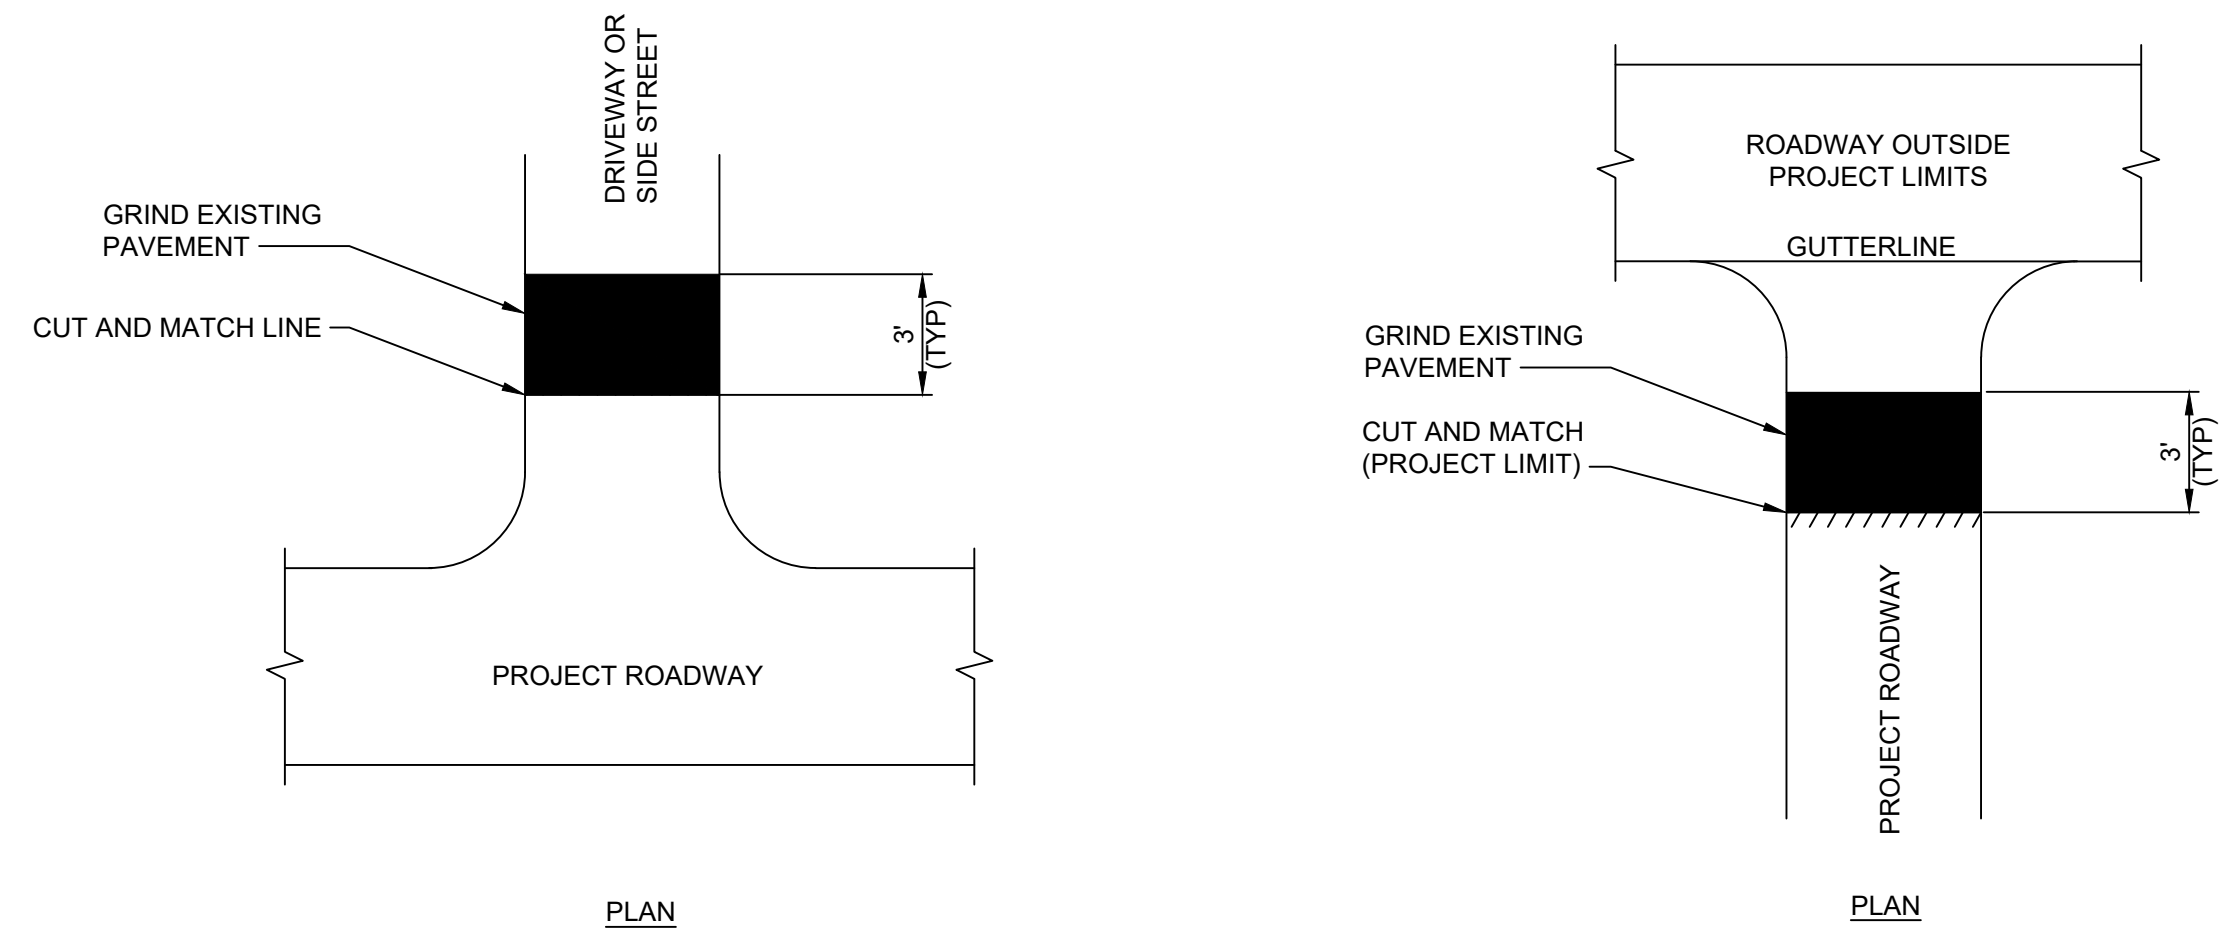 DRIVEWAY OR
SIDE STREET
GRIND EXISTING
PAVEMENT
CUT AND MATCH LINE
3'
(TYP)
PROJECT ROADWAY
PLAN
ROADWAY OUTSIDE
PROJECT LIMITS
GUTTERLINE
GRIND EXISTING
PAVEMENT
CUT AND MATCH
(PROJECT LIMIT)
3'
(TYP)
PROJECT ROADWAY
PLAN